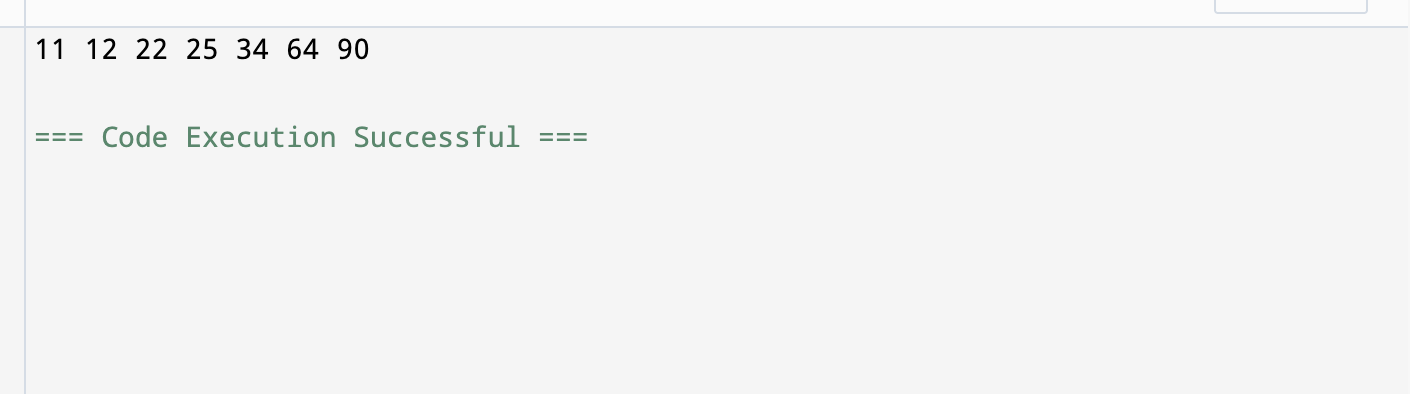 11 12 22 25 34 64 90
=== Code Execution Successful ===